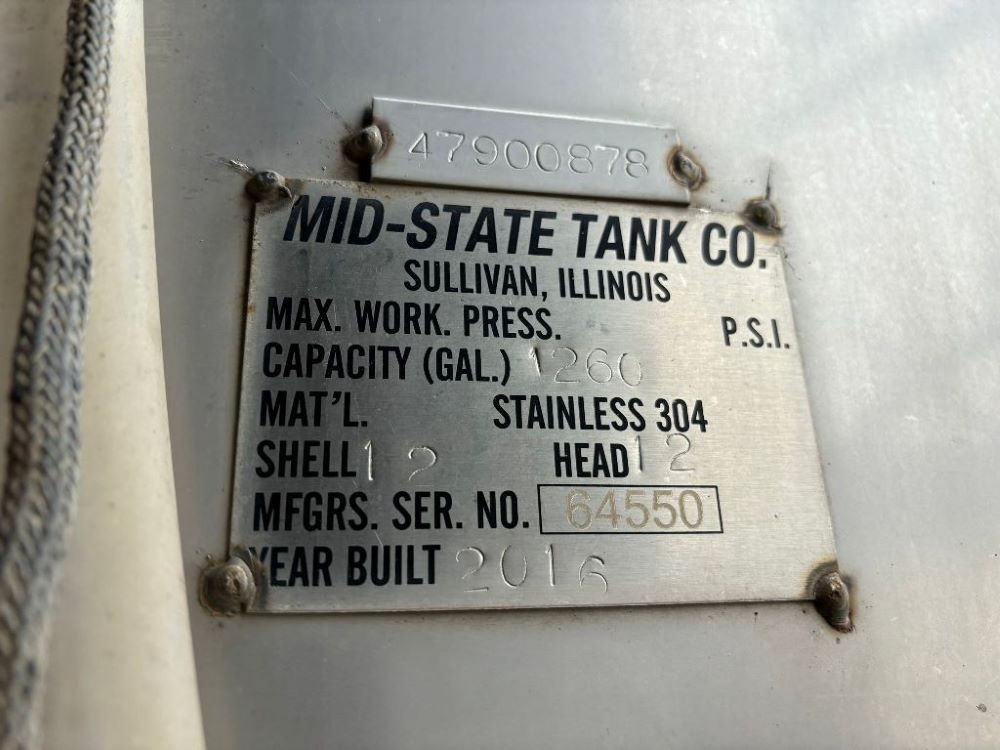 47900878
MID-STATE TANK CO.
SULLIVAN, ILLINOIS
MAX. WORK. PRESS. P.S.I.
CAPACITY (GAL.) 1260
MAT'L. STAINLESS 304
SHELL 12 HEAD 12
MFGRS. SER. NO. 64550
YEAR BUILT 2016